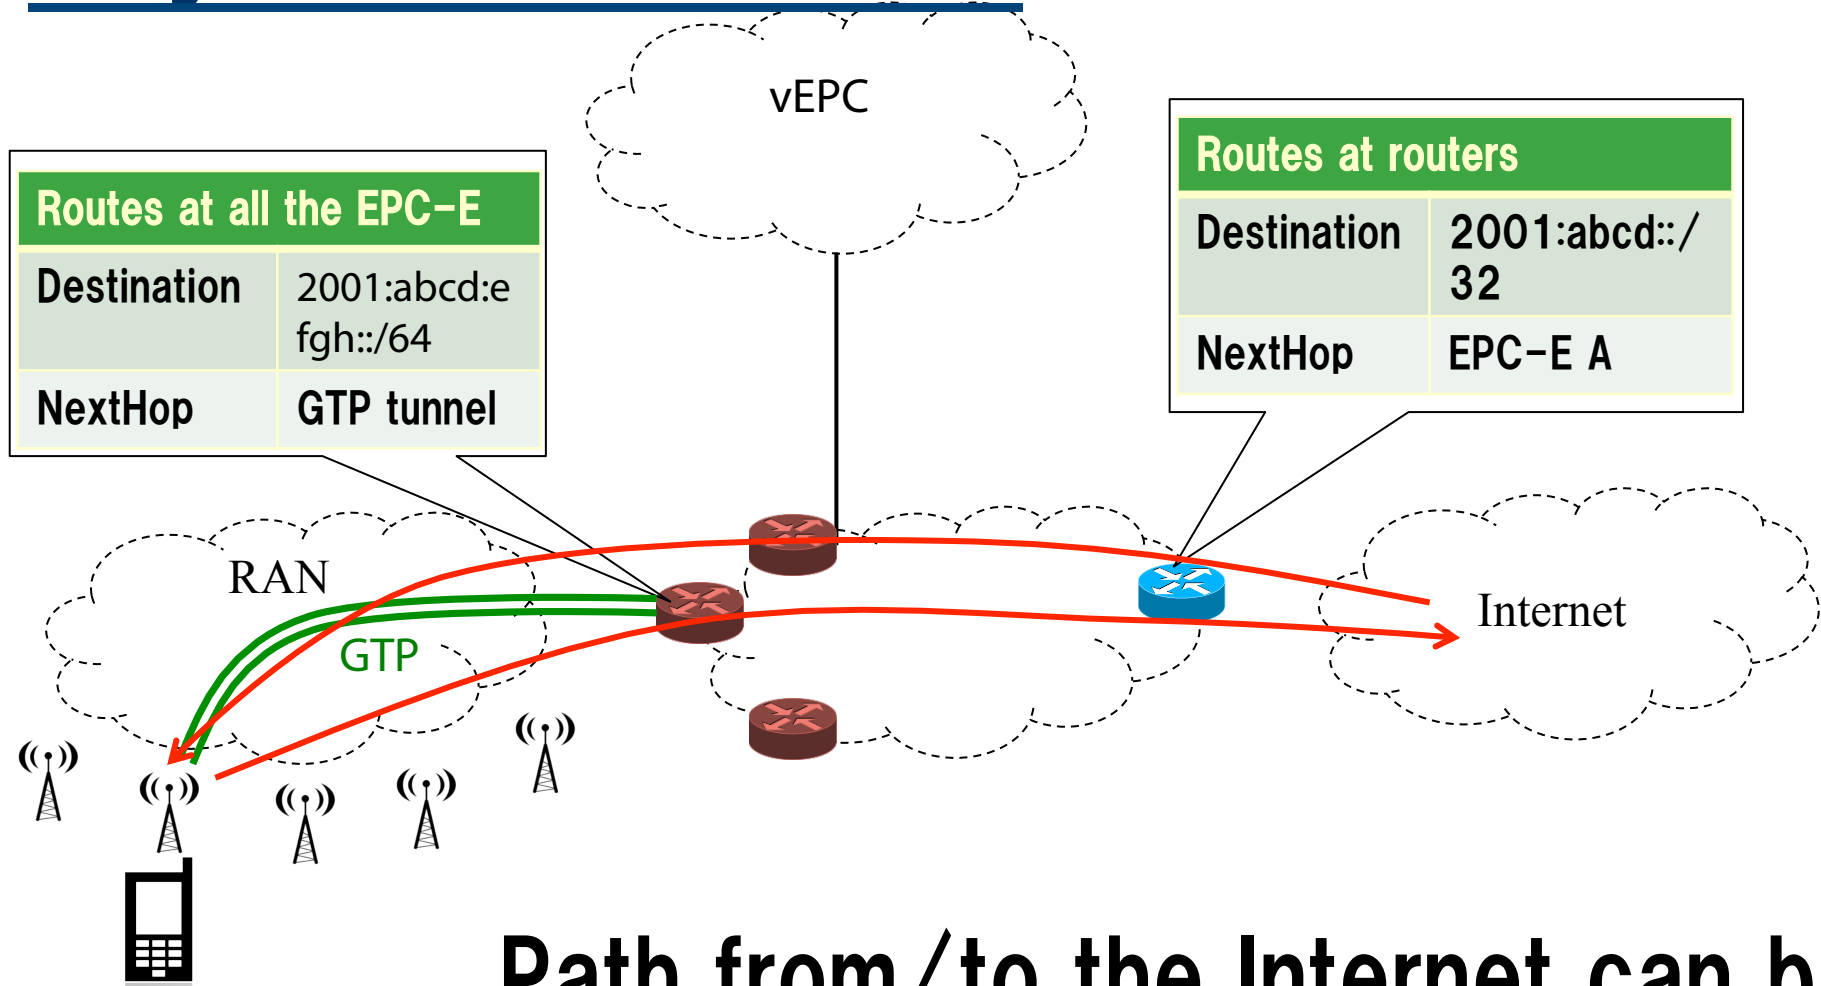 vEPC
Routes at all the EPC-E
Destination
2001:abcd:e
fgh::/64
NextHop
GTP tunnel
Routes at routers
Destination
2001:abcd::/
32
NextHop
EPC-E A
RAN
GTP
Internet
Path from/to the Internet can b